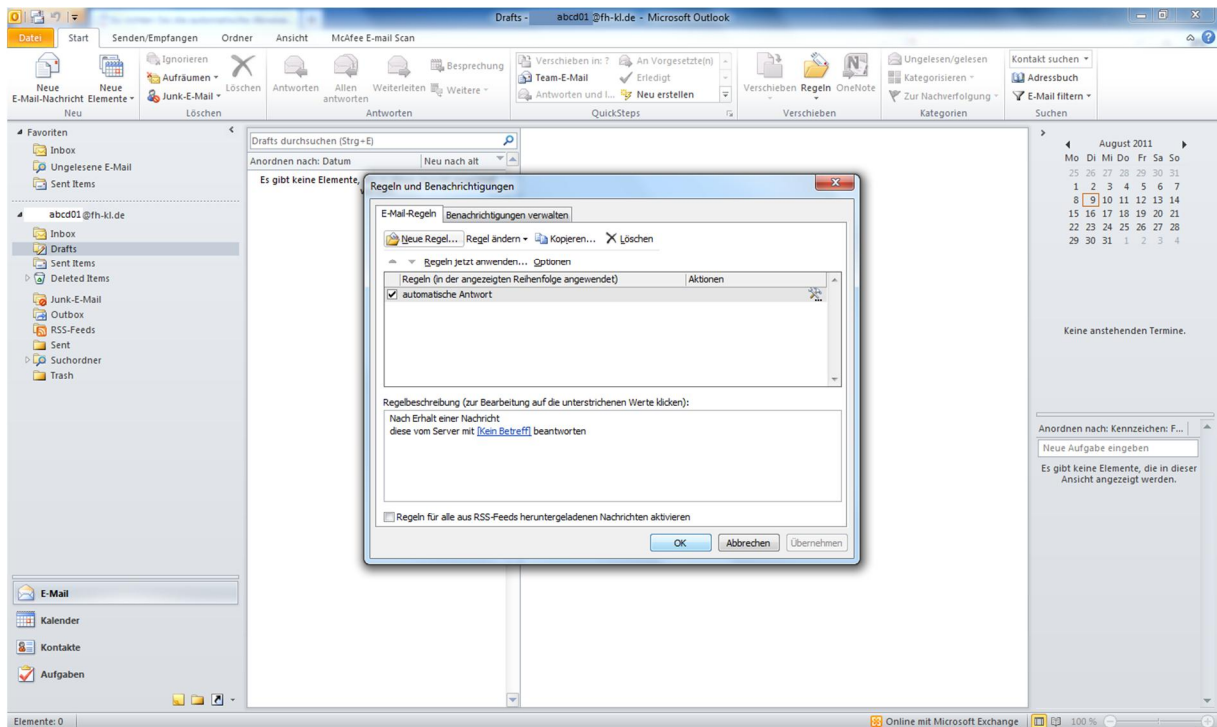 Drafts - abcd01 @fh-kl.de - Microsoft Outlook
Datei Start Senden/Empfangen Ordner Ansicht McAfee E-mail Scan
Neue E-Mail-Nachricht
Neue Elemente
Neu
Ignorieren
Aufräumen
Junk-E-Mail
Löschen
Löschen
Antworten
Allen antworten
Weiterleiten
Besprechung
Weitere
Antworten
Verschieben in: ?
Team-E-Mail
Antworten und l...
An Vorgesetzte(n)
Erledigt
Neu erstellen
QuickSteps
Verschieben
Regeln
OneNote
Verschieben
Ungelesen/gelesen
Kategorisieren
Zur Nachverfolgung
Kategorien
Kontakt suchen
Adressbuch
E-Mail filtern
Suchen
Favoriten
Inbox
Ungelesene E-Mail
Sent Items
abcd01 @fh-kl.de
Inbox
Drafts
Sent Items
Deleted Items
Junk-E-Mail
Outbox
RSS-Feeds
Sent
Suchordner
Trash
E-Mail
Kalender
Kontakte
Aufgaben
Drafts durchsuchen (Strg+E)
Anordnen nach: Datum Neu nach alt
Es gibt keine Elemente,
Regeln und Benachrichtigungen
E-Mail-Regeln Benachrichtigungen verwalten
Neue Regel... Regel ändern Kopieren... Löschen
Regeln jetzt anwenden... Optionen
Regeln (in der angezeigten Reihenfolge angewendet) Aktionen
automatische Antwort
Regelbeschreibung (zur Bearbeitung auf die unterstrichenen Werte klicken):
Nach Erhalt einer Nachricht
diese vom Server mit [Kein Betreff] beantworten
Regeln für alle aus RSS-Feeds heruntergeladenen Nachrichten aktivieren
OK Abbrechen Übernehmen
August 2011
Mo Di Mi Do Fr Sa So
25 26 27 28 29 30 31
1 2 3 4 5 6 7
8 9 10 11 12 13 14
15 16 17 18 19 20 21
22 23 24 25 26 27 28
29 30 31 1 2 3 4
Keine anstehenden Termine.
Anordnen nach: Kennzeichen: F...
Neue Aufgabe eingeben
Es gibt keine Elemente, die in dieser
Ansicht angezeigt werden.
Elemente: 0
Online mit Microsoft Exchange
100 %